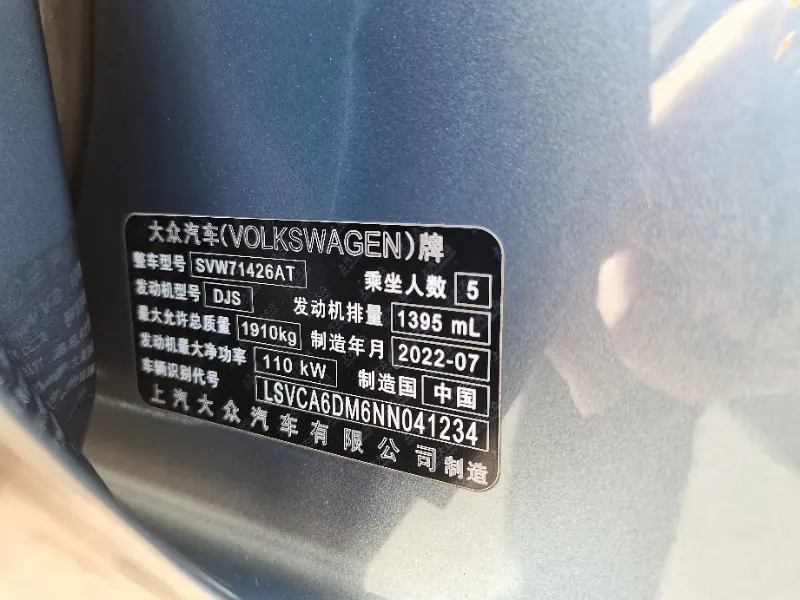 大众汽车(VOLKSWAGEN)牌
整车型号 SVW71426AT 乘坐人数 5
发动机型号 DJS 发动机排量 1395 mL
最大允许总质量 1910kg 制造年月 2022-07
发动机最大净功率 110 kW 制造国 中国
车辆识别代号 LSVCA6DM6NN041234
上汽大众汽车有限公司制造